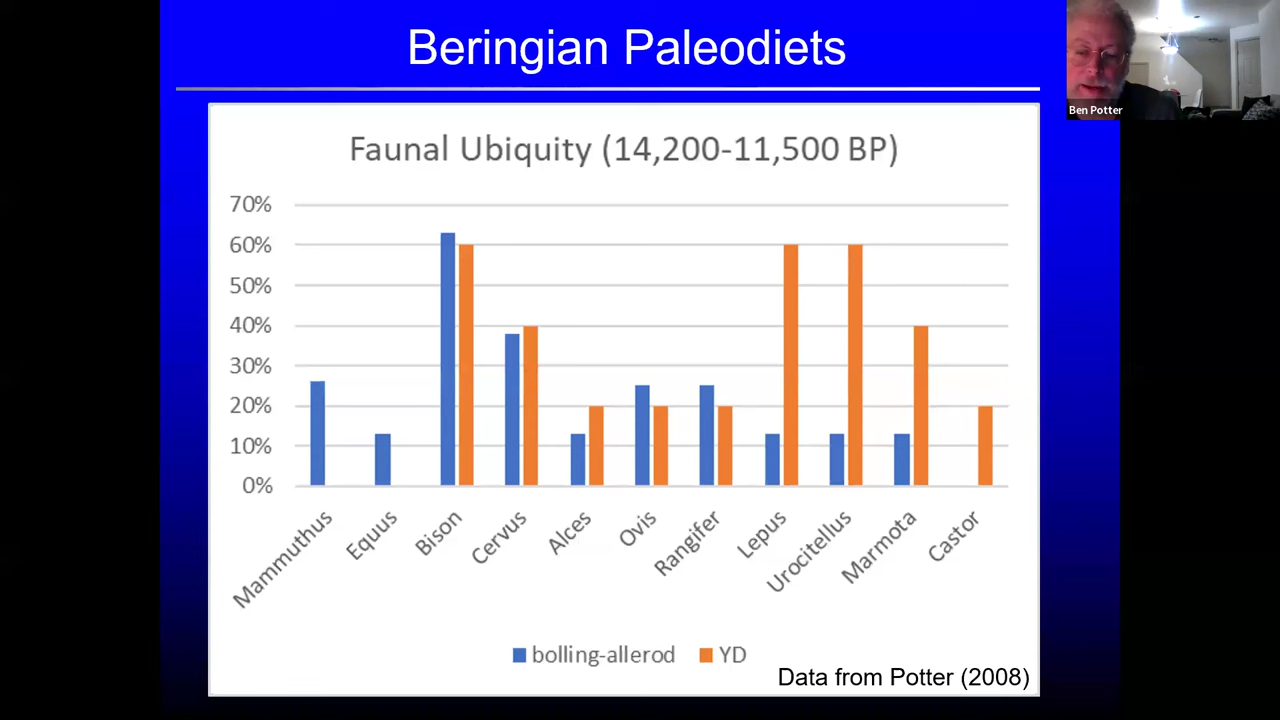 Beringian Paleodiets
Ben Potter
Faunal Ubiquity (14,200-11,500 BP)
70%
60%
50%
40%
30%
20%
10%
0%
Mammuthus
Equus
Bison
Cervus
Alces
Ovis
Rangifer
Lepus
Urocitellus
Marmota
Castor
bolling-allerod
YD
Data from Potter (2008)